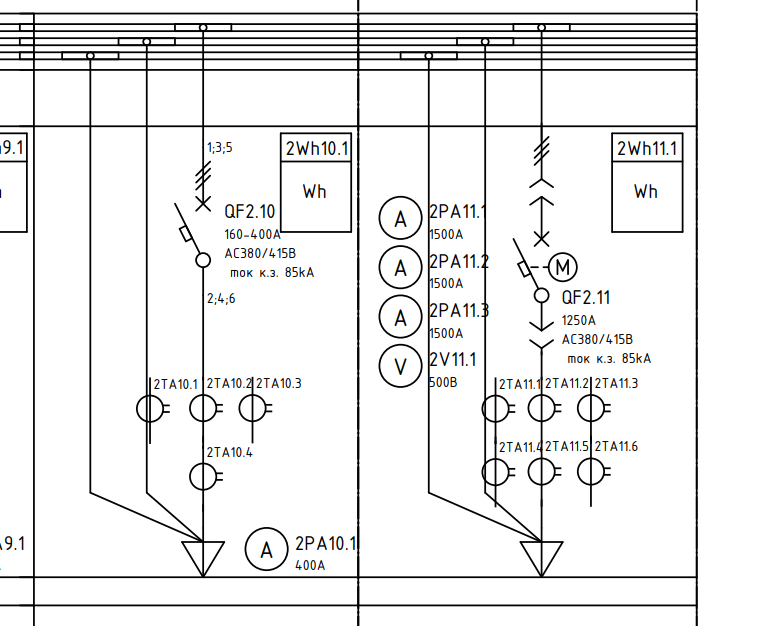 9.1
1;3;5
2Wh10.1
Wh
QF2.10
160-400A
AC380/415В
ток к.з. 85kA
2;4;6
2TA10.1
2TA10.2
2TA10.3
2TA10.4
A9.1
A
2PA10.1
400A
2Wh11.1
Wh
A
2PA11.1
1500A
A
2PA11.2
1500A
A
2PA11.3
1500A
V
2V11.1
500В
M
QF2.11
1250A
AC380/415В
ток к.з. 85kA
2TA11.1
2TA11.2
2TA11.3
2TA11.4
2TA11.5
2TA11.6